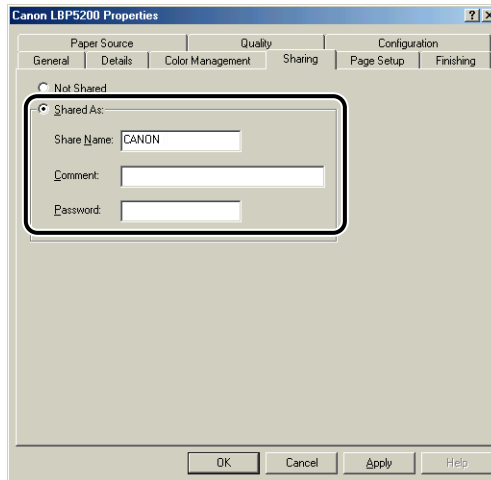 Canon LBP5200 Properties
Paper Source Quality Configuration
General Details Color Management Sharing Page Setup Finishing
Not Shared
Shared As:
Share Name: CANON
Comment:
Password:
OK Cancel Apply Help